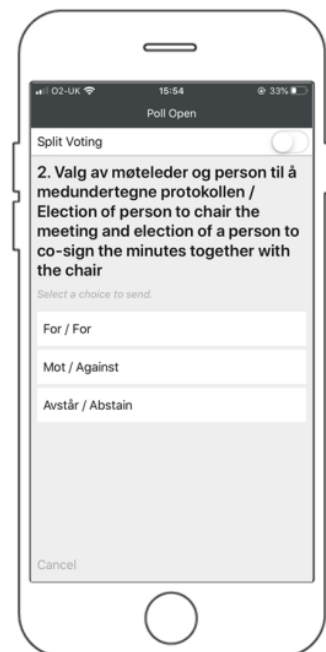 O2-UK 15:54 33%
Poll Open
Split Voting
2. Valg av møteleder og person til å
medundertegne protokollen /
Election of person to chair the
meeting and election of a person to
co-sign the minutes together with
the chair
Select a choice to send.
For / For
Mot / Against
Avstår / Abstain
Cancel